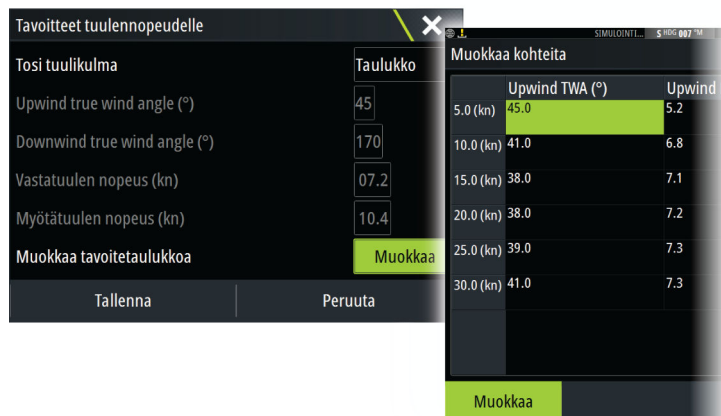 Tavoitteet tuulennopeudelle
Tosi tuulikulma Taulukko
Upwind true wind angle (°) 45
Downwind true wind angle (°) 170
Vastatuulen nopeus (kn) 07.2
Myötätuulen nopeus (kn) 10.4
Muokkaa tavoitetaulukkoa Muokkaa
Tallenna Peruuta
SIMULOINTI... S HDG 007 °M
Muokkaa kohteita
Upwind TWA (°) Upwind
5.0 (kn) 45.0 5.2
10.0 (kn) 41.0 6.8
15.0 (kn) 38.0 7.1
20.0 (kn) 38.0 7.2
25.0 (kn) 39.0 7.3
30.0 (kn) 41.0 7.3
Muokkaa